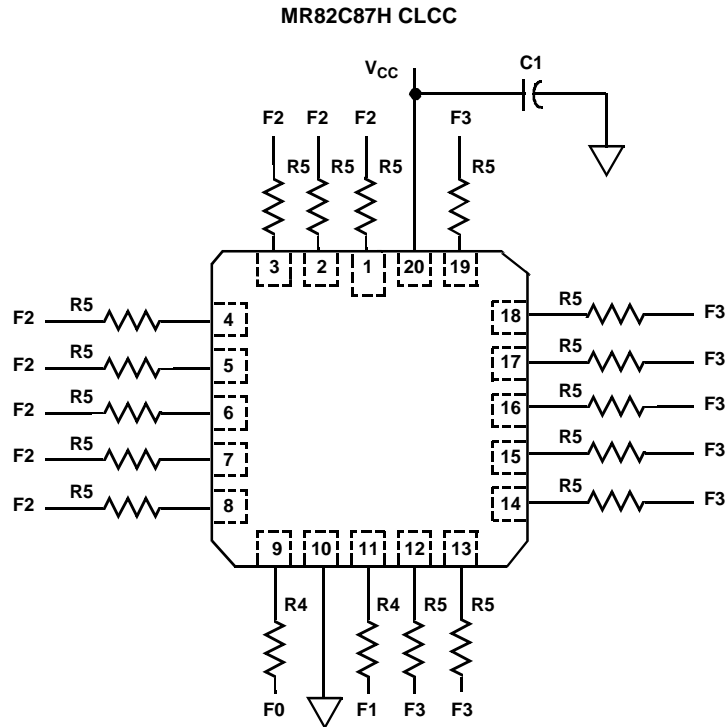 MR82C87H CLCC
VCC
C1
F2 F2 F2 F3
R5 R5 R5 R5
3 2 1 20 19
F2 R5 4 18 R5 F3
F2 R5 5 17 R5 F3
F2 R5 6 16 R5 F3
F2 R5 7 15 R5 F3
F2 R5 8 14 R5 F3
9 10 11 12 13
R4 R4 R5 R5
F0 F1 F3 F3